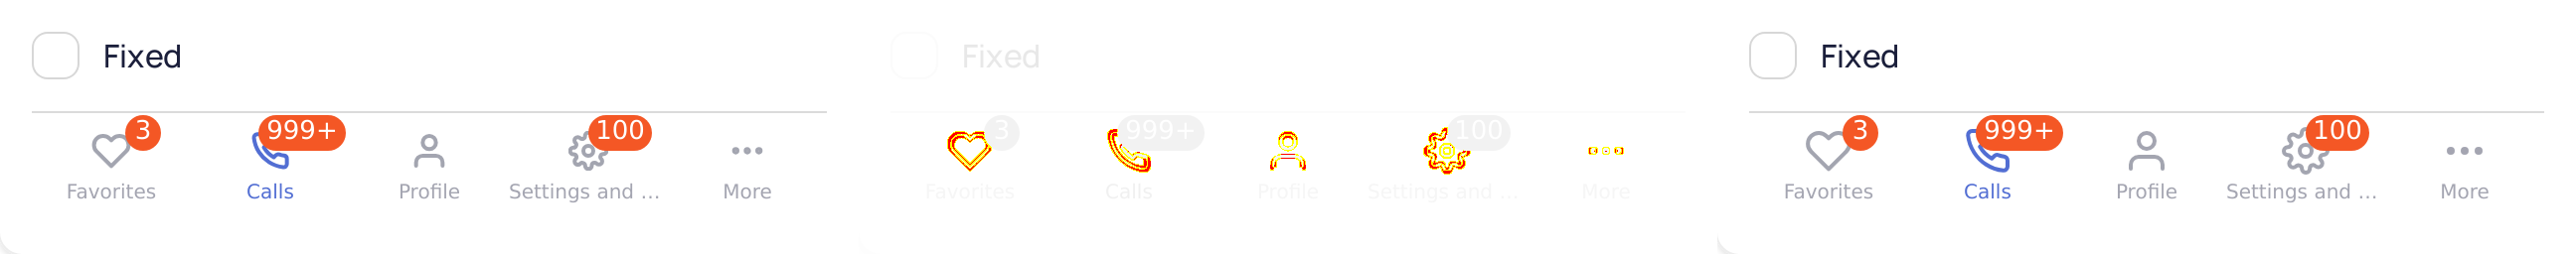 Fixed
3 999+ 100
Favorites Calls Profile Settings and ... More
Fixed
3 999+ 100
Favorites Calls Profile Settings and ... More
Fixed
3 999+ 100
Favorites Calls Profile Settings and ... More